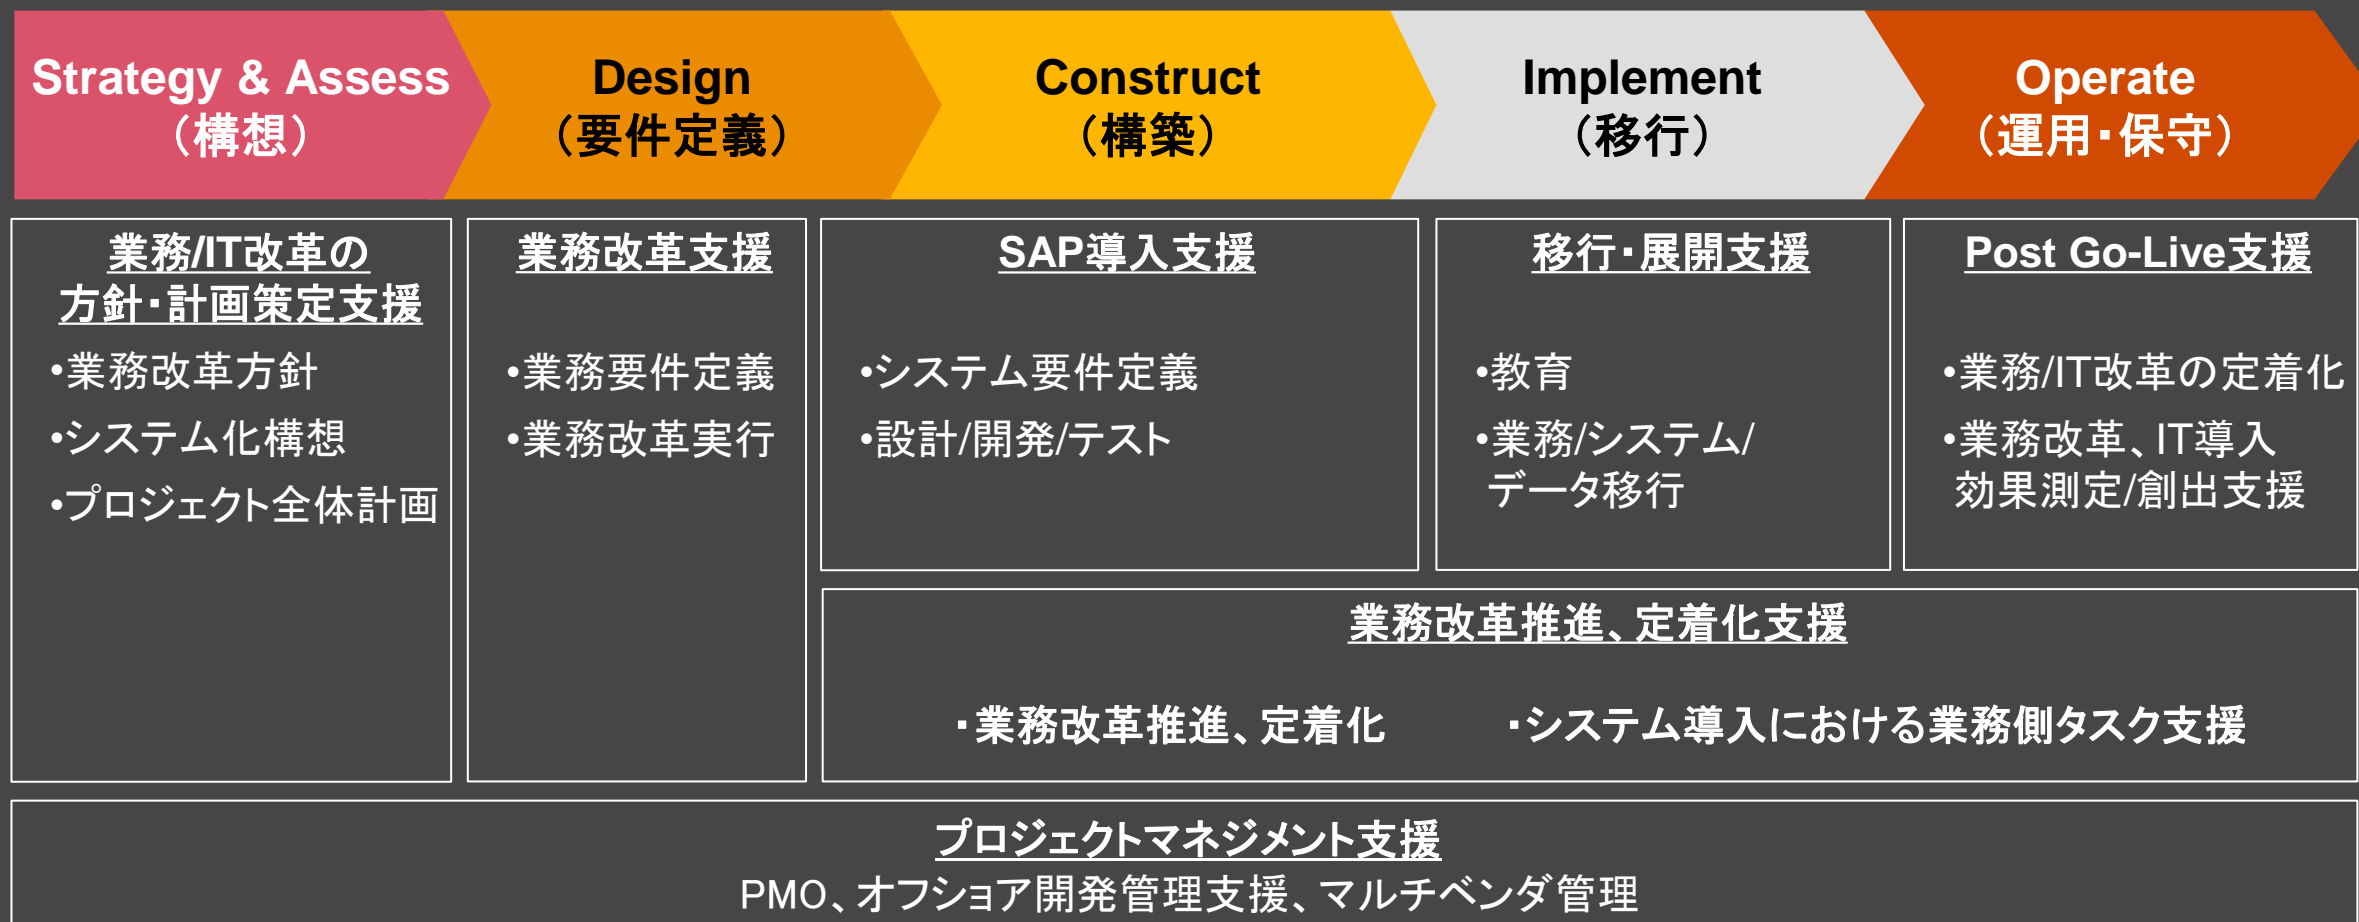 Strategy & Assess
（構想）
Design
（要件定義）
Construct
（構築）
Implement
（移行）
Operate
（運用・保守）
業務/IT改革の
方針・計画策定支援
•業務改革方針
•システム化構想
•プロジェクト全体計画
業務改革支援
•業務要件定義
•業務改革実行
SAP導入支援
•システム要件定義
•設計/開発/テスト
移行・展開支援
•教育
•業務/システム/
データ移行
Post Go-Live支援
•業務/IT改革の定着化
•業務改革、IT導入
効果測定/創出支援
業務改革推進、定着化支援
・業務改革推進、定着化
・システム導入における業務側タスク支援
プロジェクトマネジメント支援
PMO、オフショア開発管理支援、マルチベンダ管理